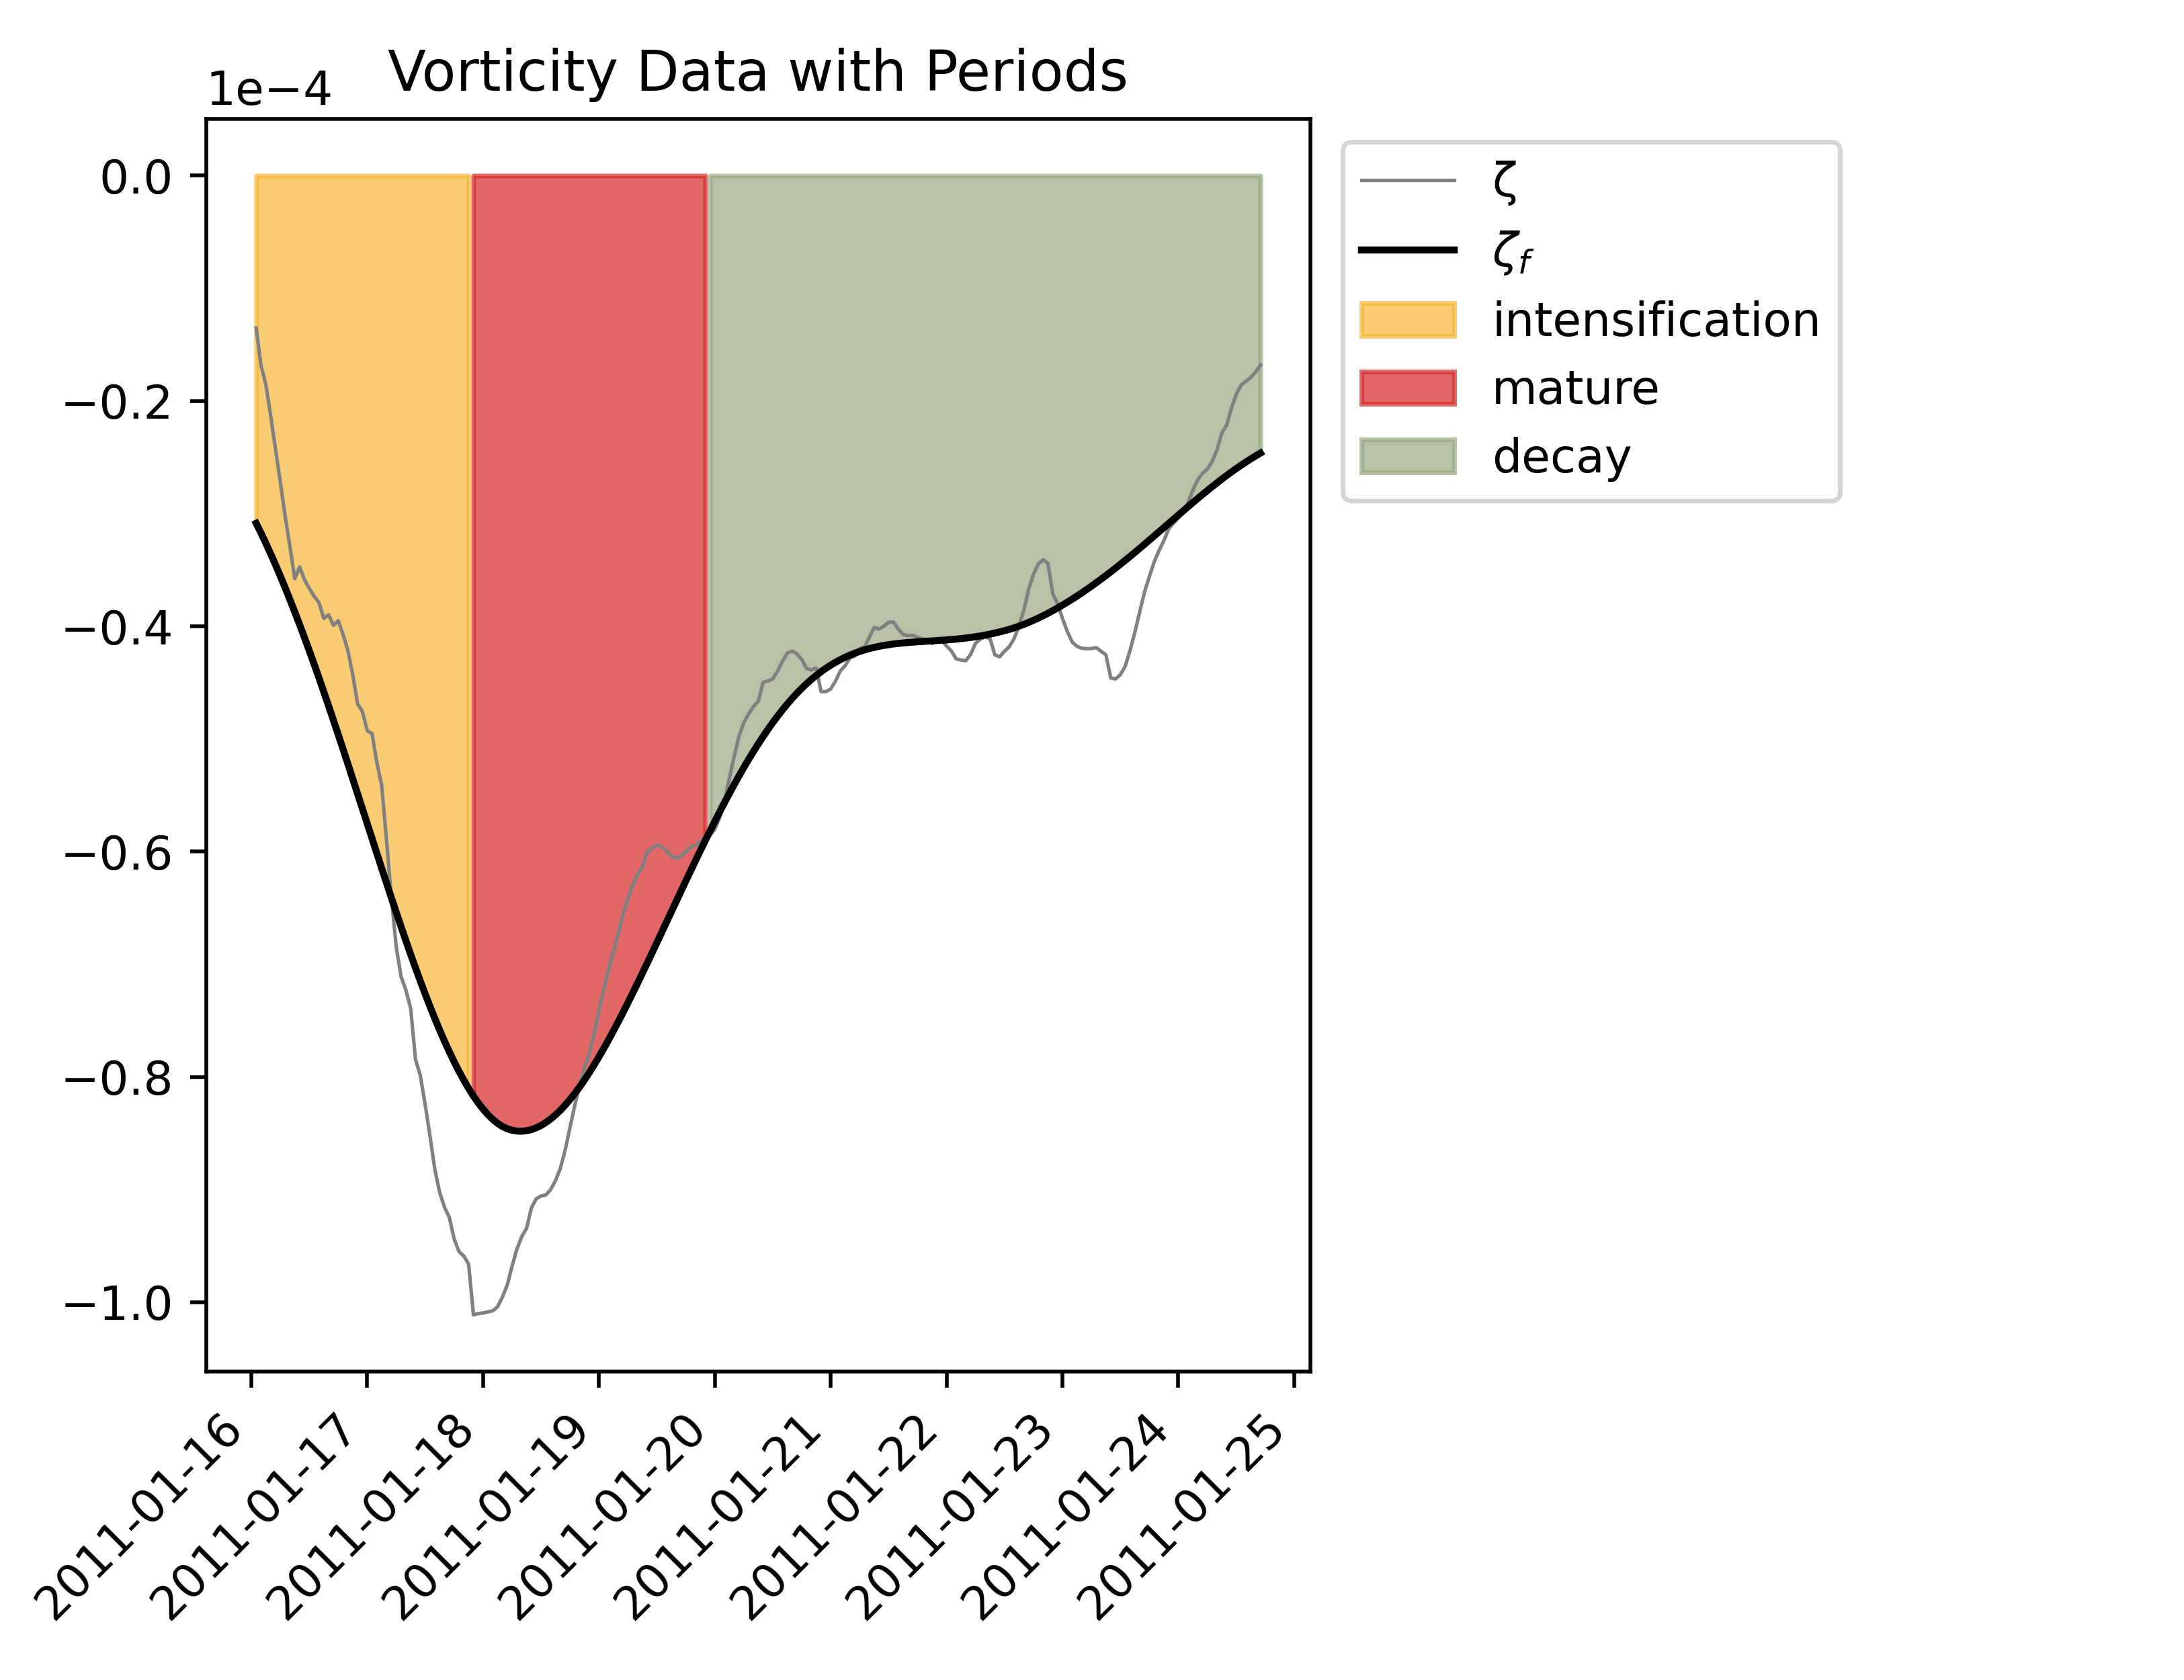 Vorticity Data with Periods
1e−4
0.0
−0.2
−0.4
−0.6
−0.8
−1.0
2011-01-16
2011-01-17
2011-01-18
2011-01-19
2011-01-20
2011-01-21
2011-01-22
2011-01-23
2011-01-24
2011-01-25
ζ
ζf
intensification
mature
decay